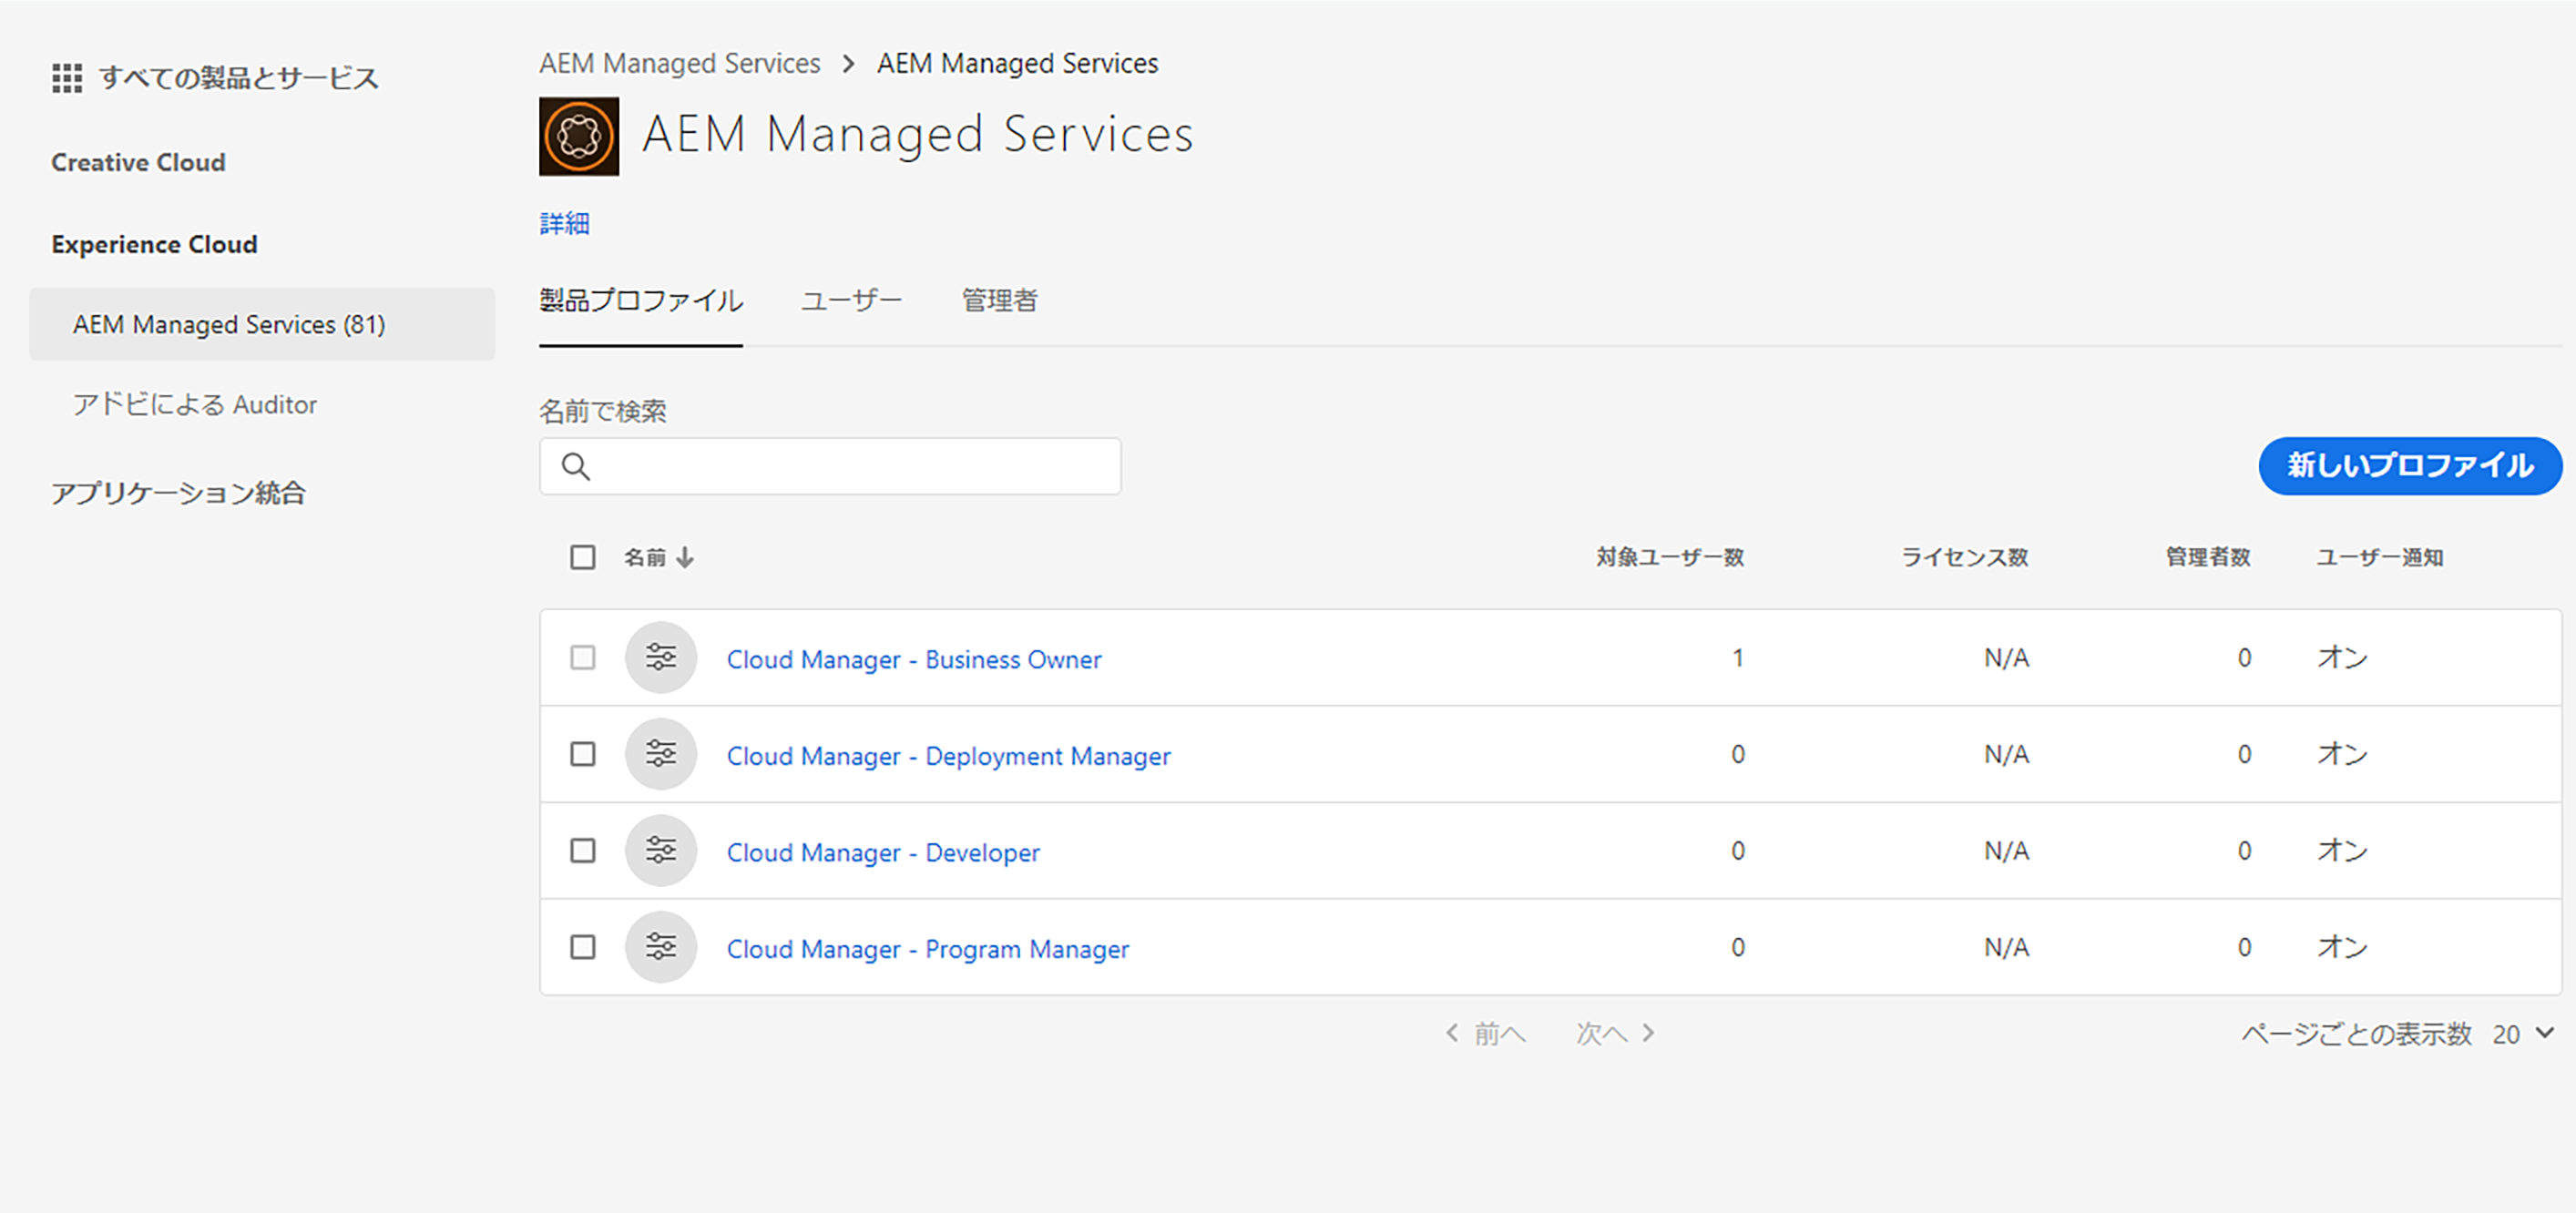 すべての製品とサービス
Creative Cloud
Experience Cloud
AEM Managed Services (81)
アドビによる Auditor
アプリケーション統合
AEM Managed Services > AEM Managed Services
AEM Managed Services
詳細
製品プロファイル ユーザー 管理者
名前で検索
新しいプロファイル
名前 対象ユーザー数 ライセンス数 管理者数 ユーザー通知
Cloud Manager - Business Owner 1 N/A 0 オン
Cloud Manager - Deployment Manager 0 N/A 0 オン
Cloud Manager - Developer 0 N/A 0 オン
Cloud Manager - Program Manager 0 N/A 0 オン
前へ 次へ
ページごとの表示数 20